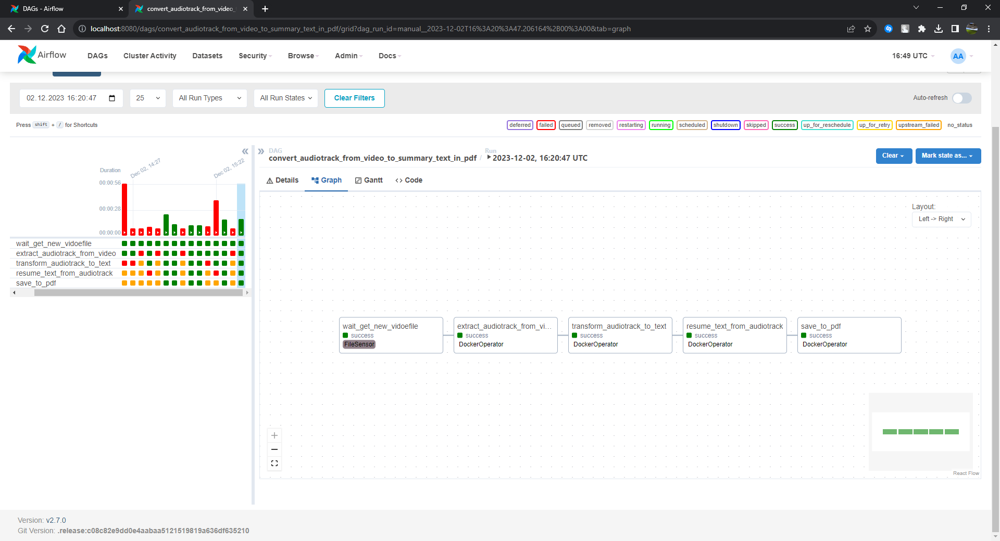 DAGs - Airflow
convert_audiotrack_from_video_
localhost:8080/dags/convert_audiotrack_from_video_to_summary_text_in_pdf/grid?dag_run_id=manual__2023-12-02T16%3A20%3A47.206164%2B00%3A00&tab=graph
Airflow DAGs Cluster Activity Datasets Security Browse Admin Docs 16:49 UTC AA
02.12.2023 16:20:47 25 All Run Types All Run States Clear Filters Auto-refresh
Press shift + / for Shortcuts deferred failed queued removed restarting running scheduled shutdown skipped success up_for_reschedule up_for_retry upstream_failed no_status
Duration
Dec 02, 14:27
Dec 02, 15:22
00:00:56
00:00:28
00:00:00
wait_get_new_vidoefile
extract_audiotrack_from_video
transform_audiotrack_to_text
resume_text_from_audiotrack
save_to_pdf
DAG
convert_audiotrack_from_video_to_summary_text_in_pdf /
Run
2023-12-02, 16:20:47 UTC
Clear
Mark state as...
Details Graph Gantt Code
Layout:
Left -> Right
wait_get_new_vidoefile
success
FileSensor
extract_audiotrack_from_vi...
success
DockerOperator
transform_audiotrack_to_text
success
DockerOperator
resume_text_from_audiotrack
success
DockerOperator
save_to_pdf
success
DockerOperator
React Flow
Version: v2.7.0
Git Version: .release:c08c82e9dd0e4aabaa5121519819a636df635210